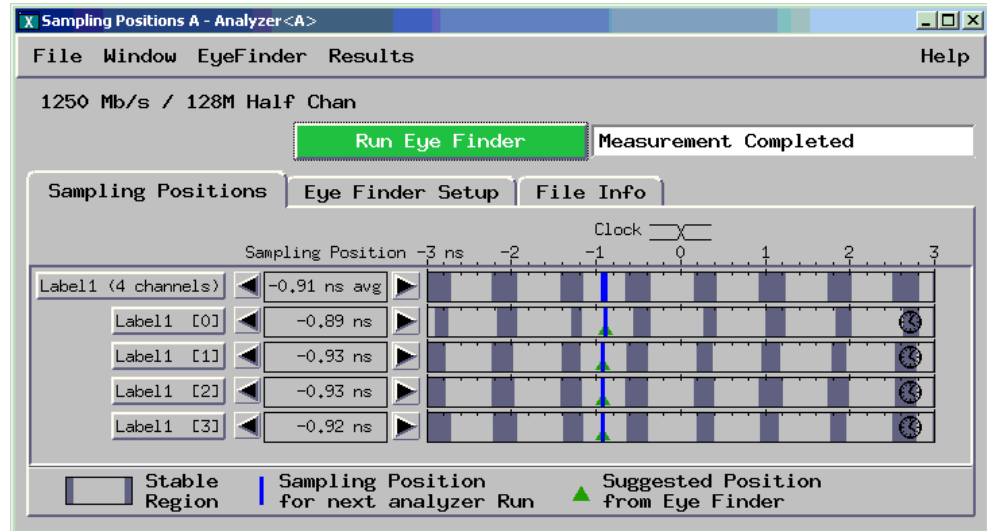 X Sampling Positions A - Analyzer<A>
File Window EyeFinder Results Help
1250 Mb/s / 128M Half Chan
Run Eye Finder Measurement Completed
Sampling Positions Eye Finder Setup File Info
Clock
Sampling Position -3 ns -2 -1 0 1 2 3
Label1 (4 channels) -0.91 ns avg
Label1 [0] -0.89 ns
Label1 [1] -0.93 ns
Label1 [2] -0.93 ns
Label1 [3] -0.92 ns
Stable Sampling Position Suggested Position
Region for next analyzer Run from Eye Finder